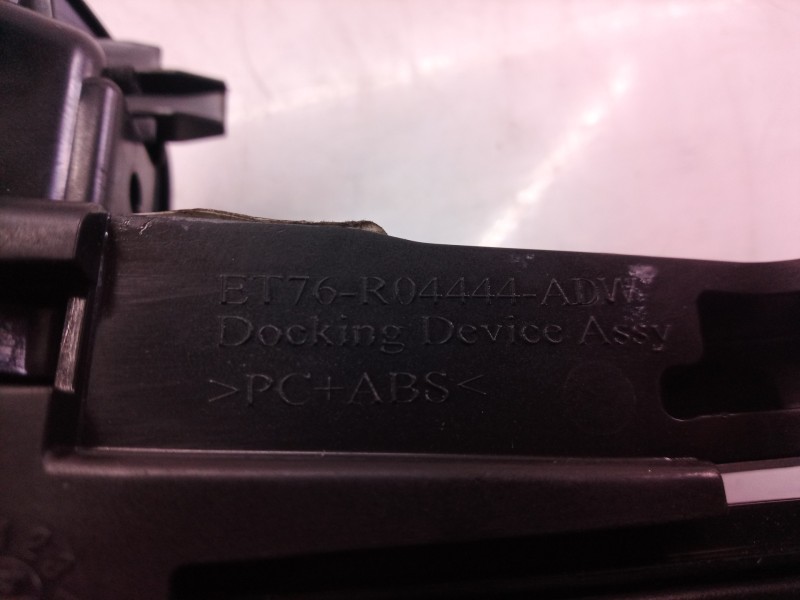 ET76-R04444-ADW
Docking Device Assy
>PC+ABS<